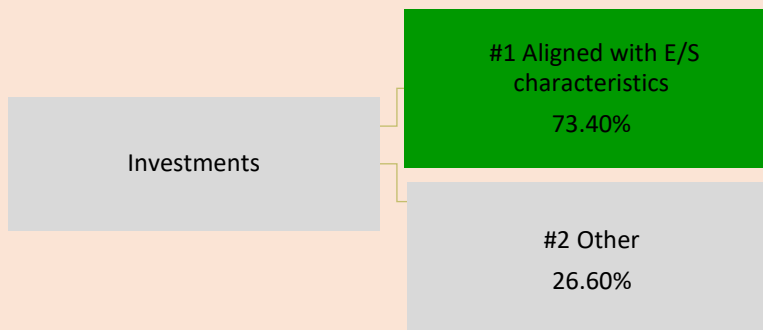 #1 Aligned with E/S
characteristics
73.40%
Investments
#2 Other
26.60%